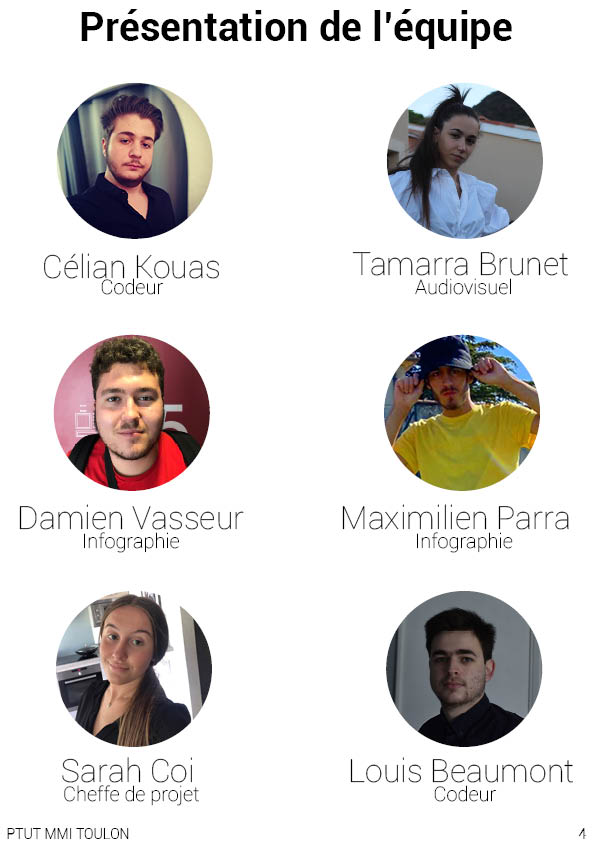 Présentation de l'équipe
Célian Kouas
Codeur
Tamarra Brunet
Audiovisuel
Damien Vasseur
Infographie
Maximilien Parra
Infographie
Sarah Coi
Cheffe de projet
Louis Beaumont
Codeur
PTUT MMI TOULON
4